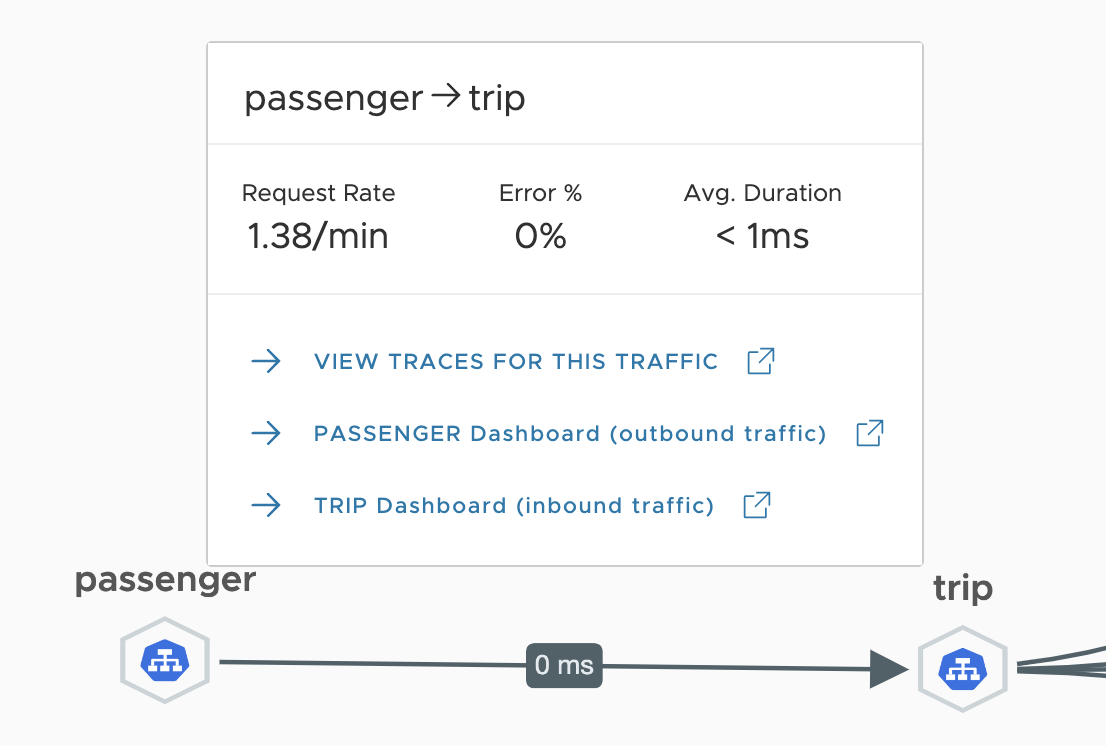 passenger → trip
Request Rate Error % Avg. Duration
1.38/min 0% < 1ms
→ VIEW TRACES FOR THIS TRAFFIC
→ PASSENGER Dashboard (outbound traffic)
→ TRIP Dashboard (inbound traffic)
passenger trip
0 ms